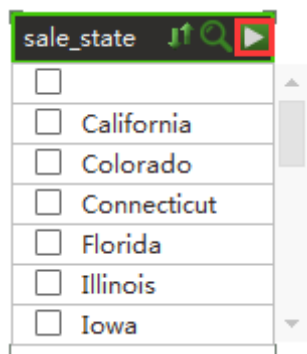 sale_state
California
Colorado
Connecticut
Florida
Illinois
Iowa